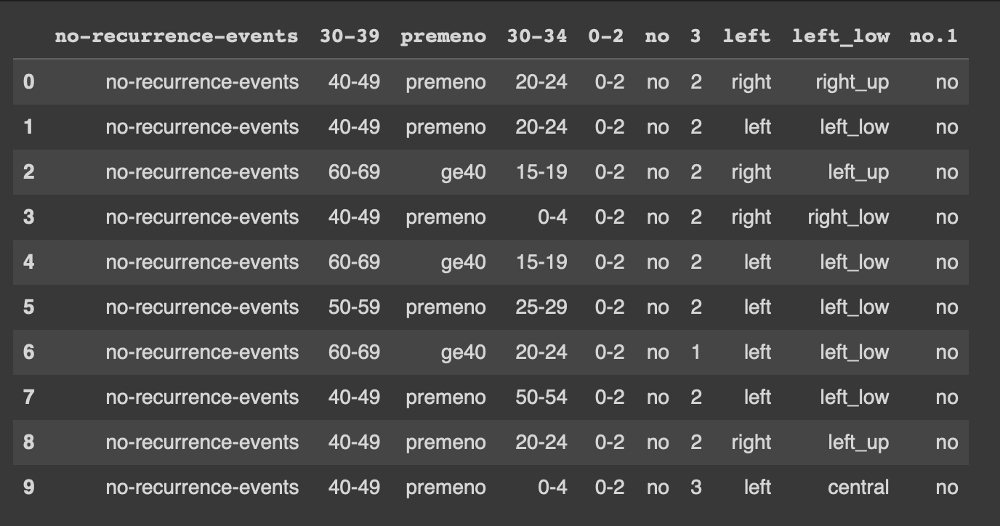 no-recurrence-events 30-39 premeno 30-34 0-2 no 3 left left_low no.1
0 no-recurrence-events 40-49 premeno 20-24 0-2 no 2 right right_up no
1 no-recurrence-events 40-49 premeno 20-24 0-2 no 2 left left_low no
2 no-recurrence-events 60-69 ge40 15-19 0-2 no 2 right left_up no
3 no-recurrence-events 40-49 premeno 0-4 0-2 no 2 right right_low no
4 no-recurrence-events 60-69 ge40 15-19 0-2 no 2 left left_low no
5 no-recurrence-events 50-59 premeno 25-29 0-2 no 2 left left_low no
6 no-recurrence-events 60-69 ge40 20-24 0-2 no 1 left left_low no
7 no-recurrence-events 40-49 premeno 50-54 0-2 no 2 left left_low no
8 no-recurrence-events 40-49 premeno 20-24 0-2 no 2 right left_up no
9 no-recurrence-events 40-49 premeno 0-4 0-2 no 3 left central no